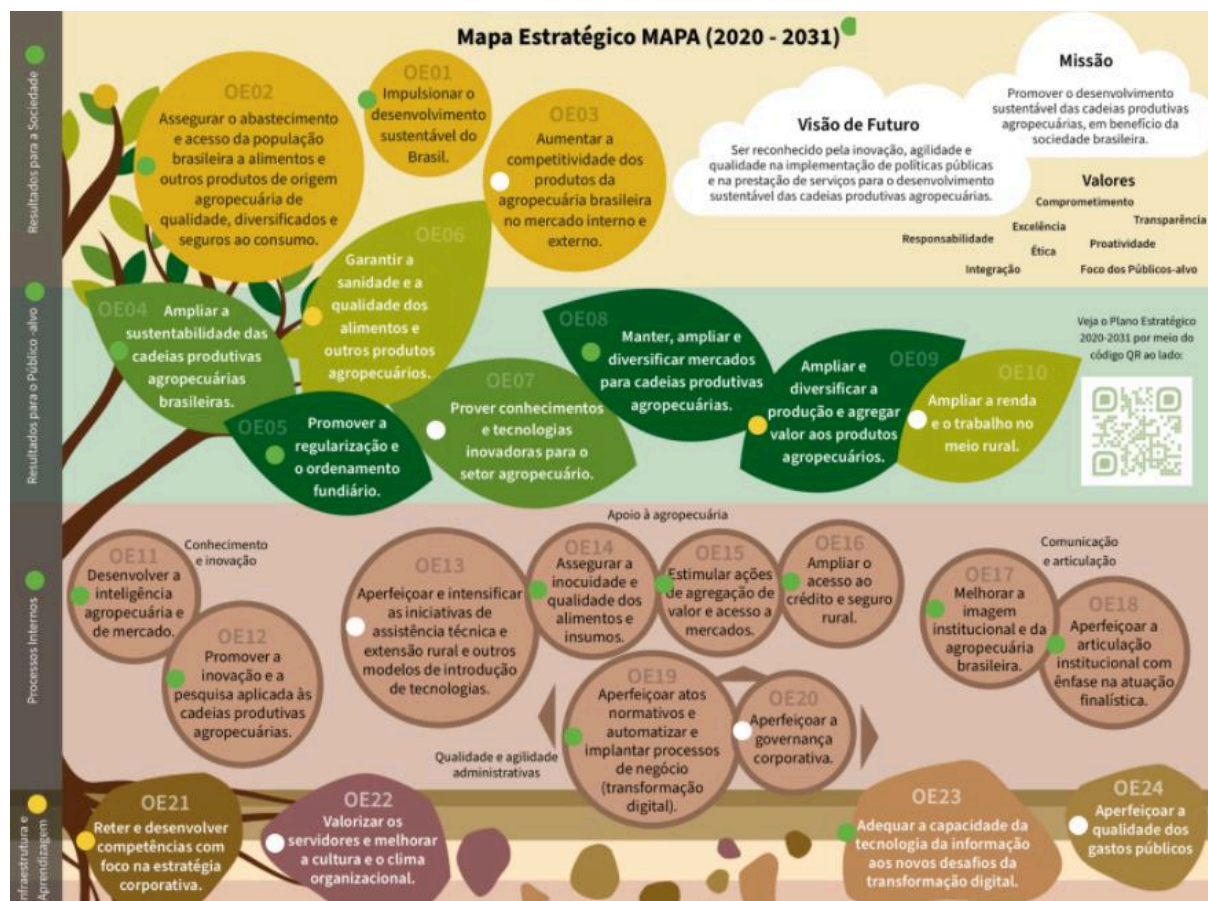 Mapa Estratégico MAPA (2020 - 2031)
Missão
Promover o desenvolvimento
sustentável das cadeias produtivas
agropecuárias, em benefício da
sociedade brasileira.
Visão de Futuro
Ser reconhecido pela inovação, agilidade e
qualidade na implementação de políticas públicas
e na prestação de serviços para o desenvolvimento
sustentável das cadeias produtivas agropecuárias.
Valores
Comprometimento
Transparência
Excelência
Responsabilidade
Proatividade
Ética
Integração
Foco dos Públicos-alvo
Resultados para a Sociedade
OE01
Impulsionar o
desenvolvimento
sustentável do
Brasil.
OE02
Assegurar o abastecimento
e acesso da população
brasileira a alimentos e
outros produtos de origem
agropecuária de
qualidade, diversificados e
seguros ao consumo.
OE03
Aumentar a
competitividade dos
produtos da
agropecuária brasileira
no mercado interno e
externo.
Resultados para o Público -alvo
OE04
Ampliar a
sustentabilidade das
cadeias produtivas
agropecuárias
brasileiras.
OE05
Promover a
regularização e
o ordenamento
fundiário.
OE06
Garantir a
sanidade e a
qualidade dos
alimentos e
outros produtos
agropecuários.
OE07
Prover conhecimentos
e tecnologias
inovadoras para o
setor agropecuário.
OE08
Manter, ampliar e
diversificar mercados
para cadeias produtivas
agropecuárias.
OE09
Ampliar e
diversificar a
produção e agregar
valor aos produtos
agropecuários.
OE10
Ampliar a renda
e o trabalho no
meio rural.
Veja o Plano Estratégico
2020-2031 por meio do
código QR ao lado:
Processos Internos
Conhecimento
e inovação
OE11
Desenvolver a
inteligência
agropecuária e
de mercado.
OE12
Promover a
inovação e a
pesquisa aplicada às
cadeias produtivas
agropecuárias.
Apoio à agropecuária
OE13
Aperfeiçoar e intensificar
as iniciativas de
assistência técnica e
extensão rural e outros
modelos de introdução
de tecnologias.
OE14
Assegurar a
inocuidade e
qualidade dos
alimentos e
insumos.
OE15
Estimular ações
de agregação de
valor e acesso a
mercados.
OE16
Ampliar o
acesso ao
crédito e seguro
rural.
Comunicação
e articulação
OE17
Melhorar a
imagem
institucional e da
agropecuária
brasileira.
OE18
Aperfeiçoar a
articulação
institucional com
ênfase na atuação
finalística.
Qualidade e agilidade
administrativas
OE19
Aperfeiçoar atos
normativos e
automatizar e
implantar processos
de negócio
(transformação
digital).
OE20
Aperfeiçoar a
governança
corporativa.
nfraestrutura e
Aprendizagem
OE21
Reter e desenvolver
competências com
foco na estratégia
corporativa.
OE22
Valorizar os
servidores e melhorar
a cultura e o clima
organizacional.
OE23
Adequar a capacidade da
tecnologia da informação
aos novos desafios da
transformação digital.
OE24
Aperfeiçoar a
qualidade dos
gastos públicos